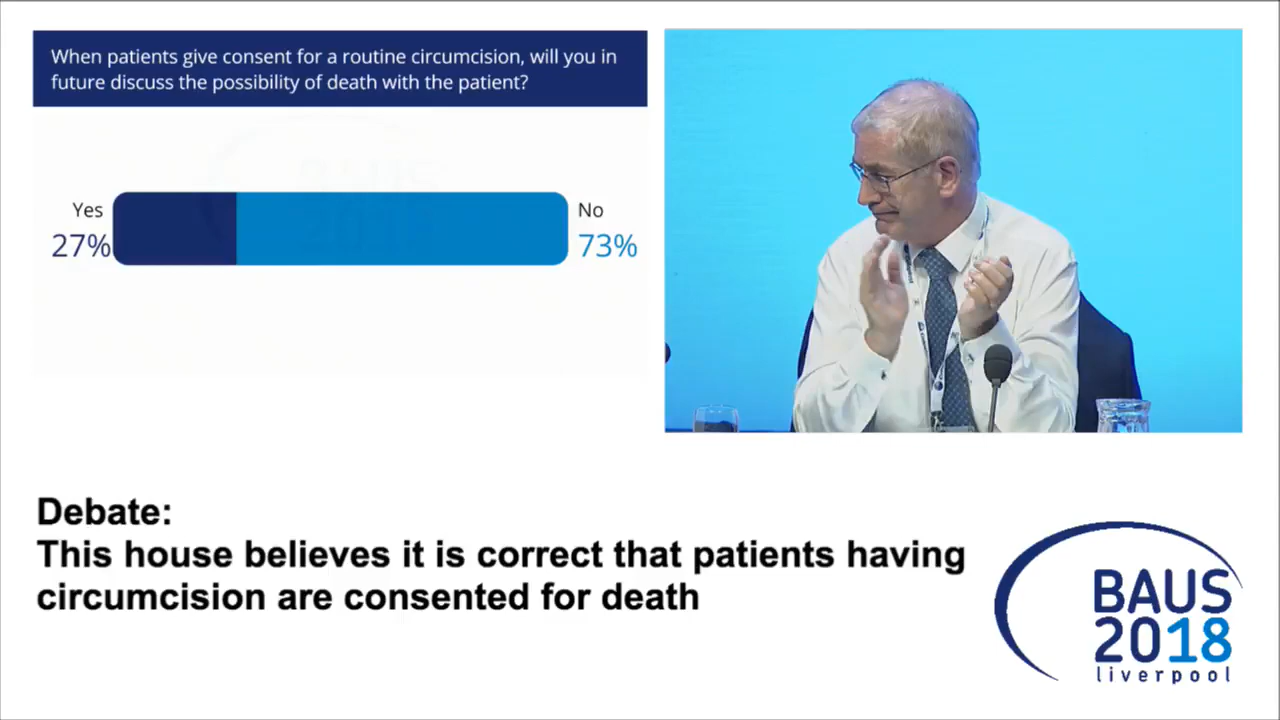 When patients give consent for a routine circumcision, will you in
future discuss the possibility of death with the patient?
Yes
27%
No
73%
Debate:
This house believes it is correct that patients having
circumcision are consented for death
BAUS
2018
liverpool